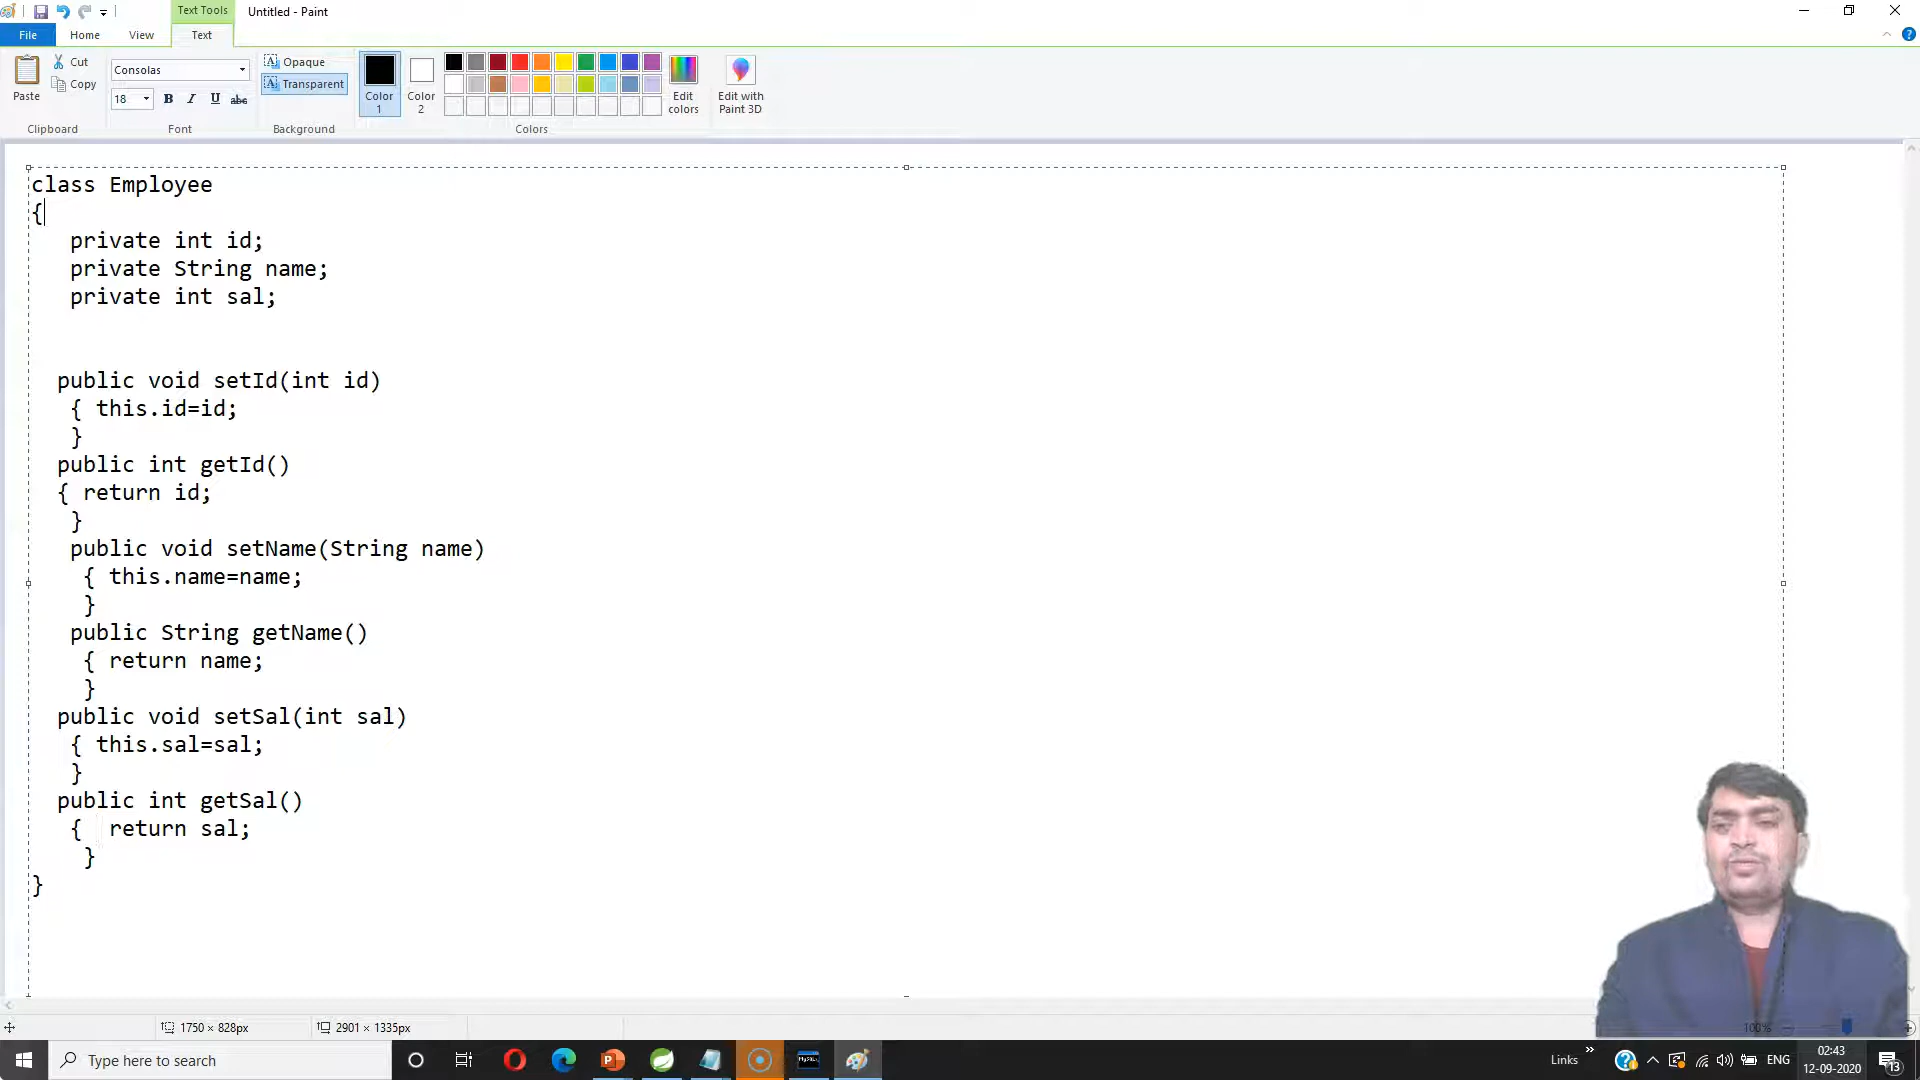 Text Tools
Untitled - Paint
File
Home
View
Text
Paste
Cut
Copy
Clipboard
Consolas
18
B
I
U
abc
Font
A Opaque
A Transparent
Background
Color
1
Color
2
Edit
colors
Colors
Edit with
Paint 3D
class Employee
{
private int id;
private String name;
private int sal;
public void setId(int id)
{ this.id=id;
}
public int getId()
{ return id;
}
public void setName(String name)
{ this.name=name;
}
public String getName()
{ return name;
}
public void setSal(int sal)
{ this.sal=sal;
}
public int getSal()
{ return sal;
}
}
1750 × 828px
2901 × 1335px
100%
Type here to search
P
MySQL
Links
»
ENG
02:43
12-09-2020
13